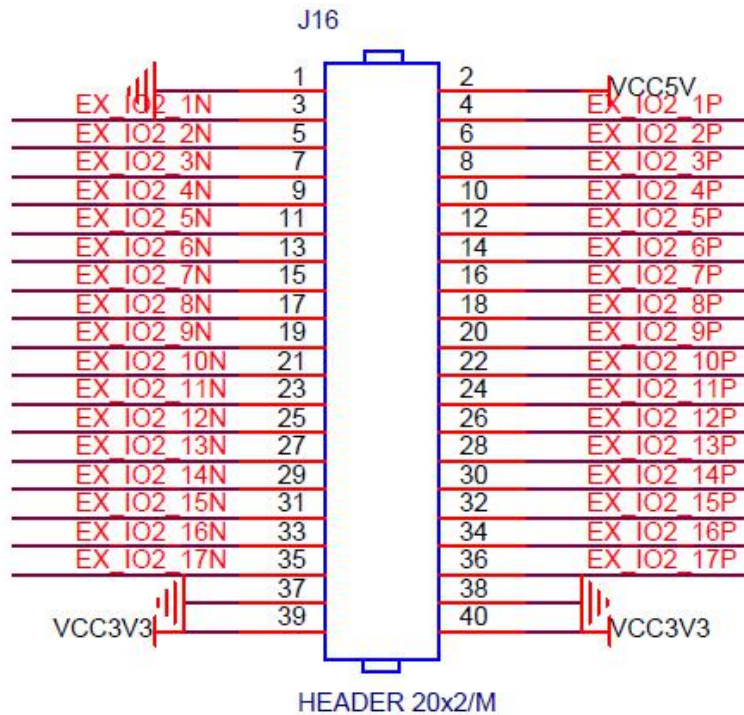 J16
1 2 VCC5V
EX_IO2_1N 3 4 EX_IO2_1P
EX_IO2_2N 5 6 EX_IO2_2P
EX_IO2_3N 7 8 EX_IO2_3P
EX_IO2_4N 9 10 EX_IO2_4P
EX_IO2_5N 11 12 EX_IO2_5P
EX_IO2_6N 13 14 EX_IO2_6P
EX_IO2_7N 15 16 EX_IO2_7P
EX_IO2_8N 17 18 EX_IO2_8P
EX_IO2_9N 19 20 EX_IO2_9P
EX_IO2_10N 21 22 EX_IO2_10P
EX_IO2_11N 23 24 EX_IO2_11P
EX_IO2_12N 25 26 EX_IO2_12P
EX_IO2_13N 27 28 EX_IO2_13P
EX_IO2_14N 29 30 EX_IO2_14P
EX_IO2_15N 31 32 EX_IO2_15P
EX_IO2_16N 33 34 EX_IO2_16P
EX_IO2_17N 35 36 EX_IO2_17P
37 38
VCC3V3 39 40 VCC3V3
HEADER 20x2/M